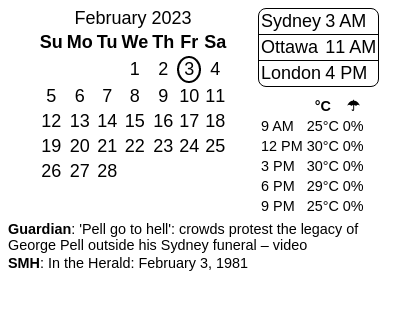 February 2023
Su Mo Tu We Th Fr Sa
1 2 3 4
5 6 7 8 9 10 11
12 13 14 15 16 17 18
19 20 21 22 23 24 25
26 27 28
Sydney 3 AM
Ottawa 11 AM
London 4 PM
°C ☂
9 AM 25°C 0%
12 PM 30°C 0%
3 PM 30°C 0%
6 PM 29°C 0%
9 PM 25°C 0%
Guardian: 'Pell go to hell': crowds protest the legacy of
George Pell outside his Sydney funeral – video
SMH: In the Herald: February 3, 1981